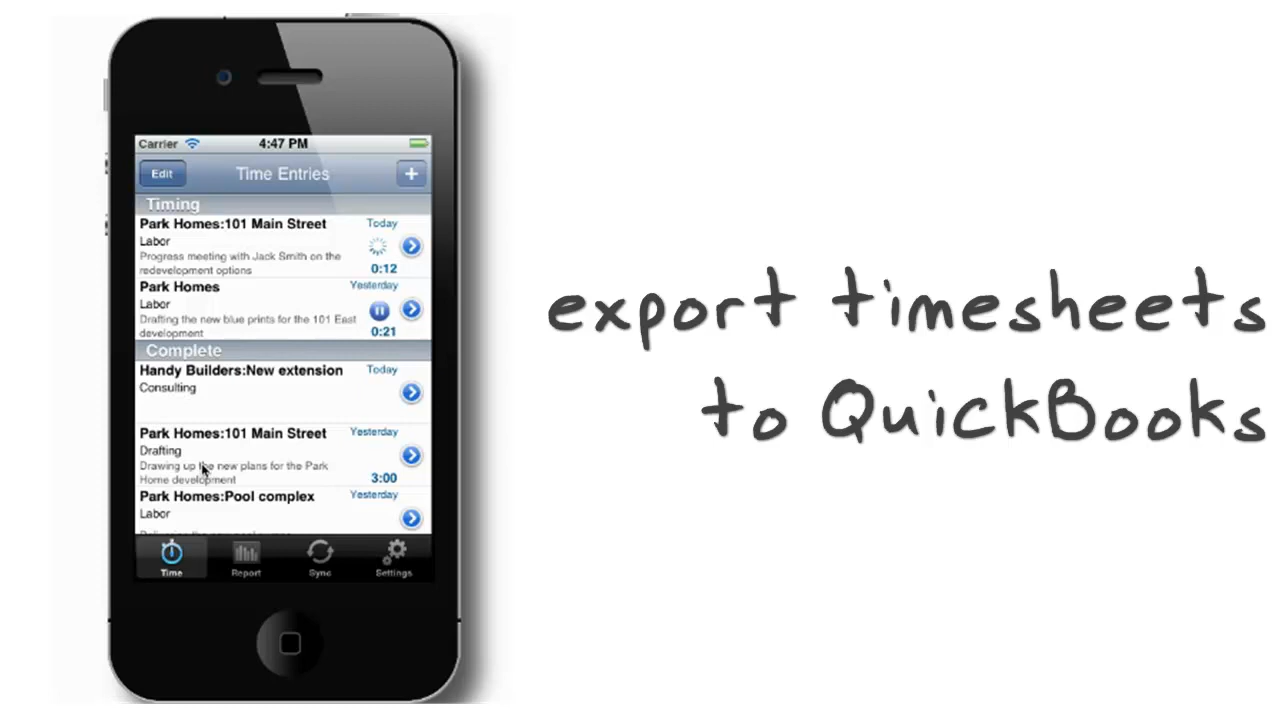 Carrier 4:47 PM
Edit Time Entries +
Timing
Park Homes:101 Main Street Today
Labor
Progress meeting with Jack Smith on the
redevelopment options 0:12
Park Homes Yesterday
Labor
Drafting the new blue prints for the 101 East
development 0:21
Complete
Handy Builders:New extension Today
Consulting
Park Homes:101 Main Street Yesterday
Drafting
Drawing up the new plans for the Park
Home development 3:00
Park Homes:Pool complex Yesterday
Labor
Time Report Sync Settings
export timesheets
to QuickBooks